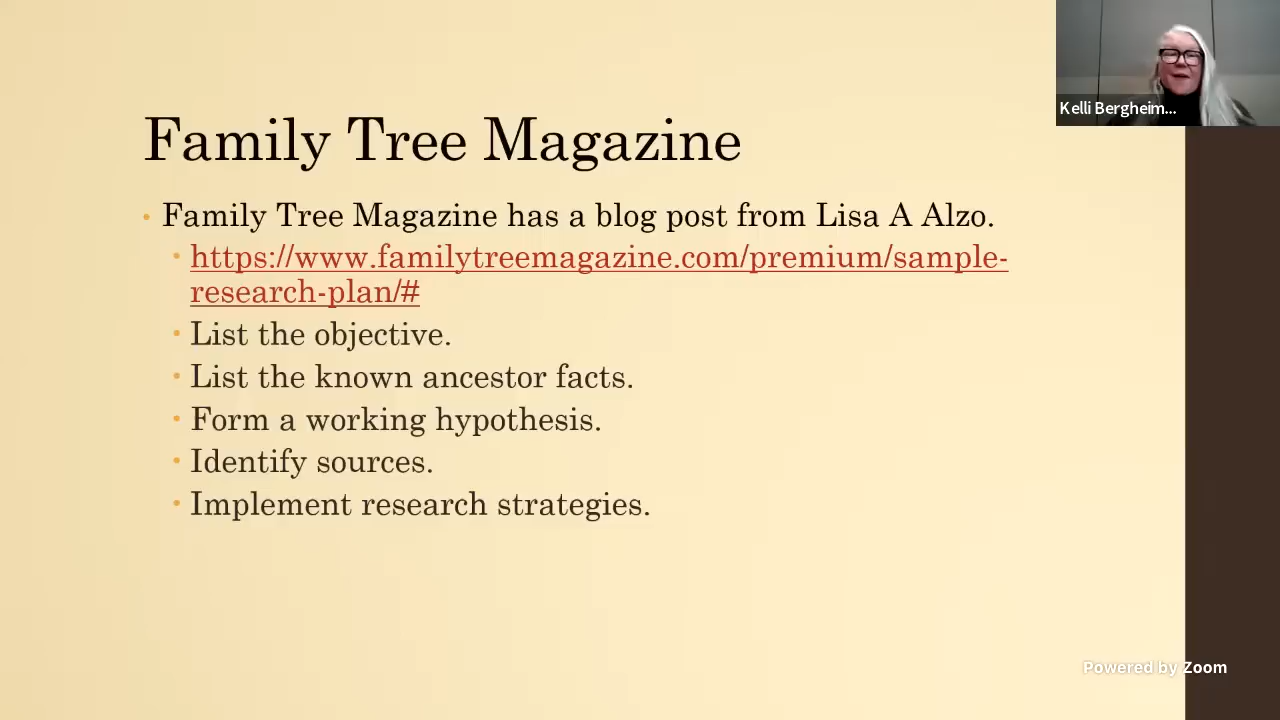 Family Tree Magazine
• Family Tree Magazine has a blog post from Lisa A Alzo.
• https://www.familytreemagazine.com/premium/sample-
research-plan/#
• List the objective.
• List the known ancestor facts.
• Form a working hypothesis.
• Identify sources.
• Implement research strategies.
Kelli Bergheim...
Powered by Zoom